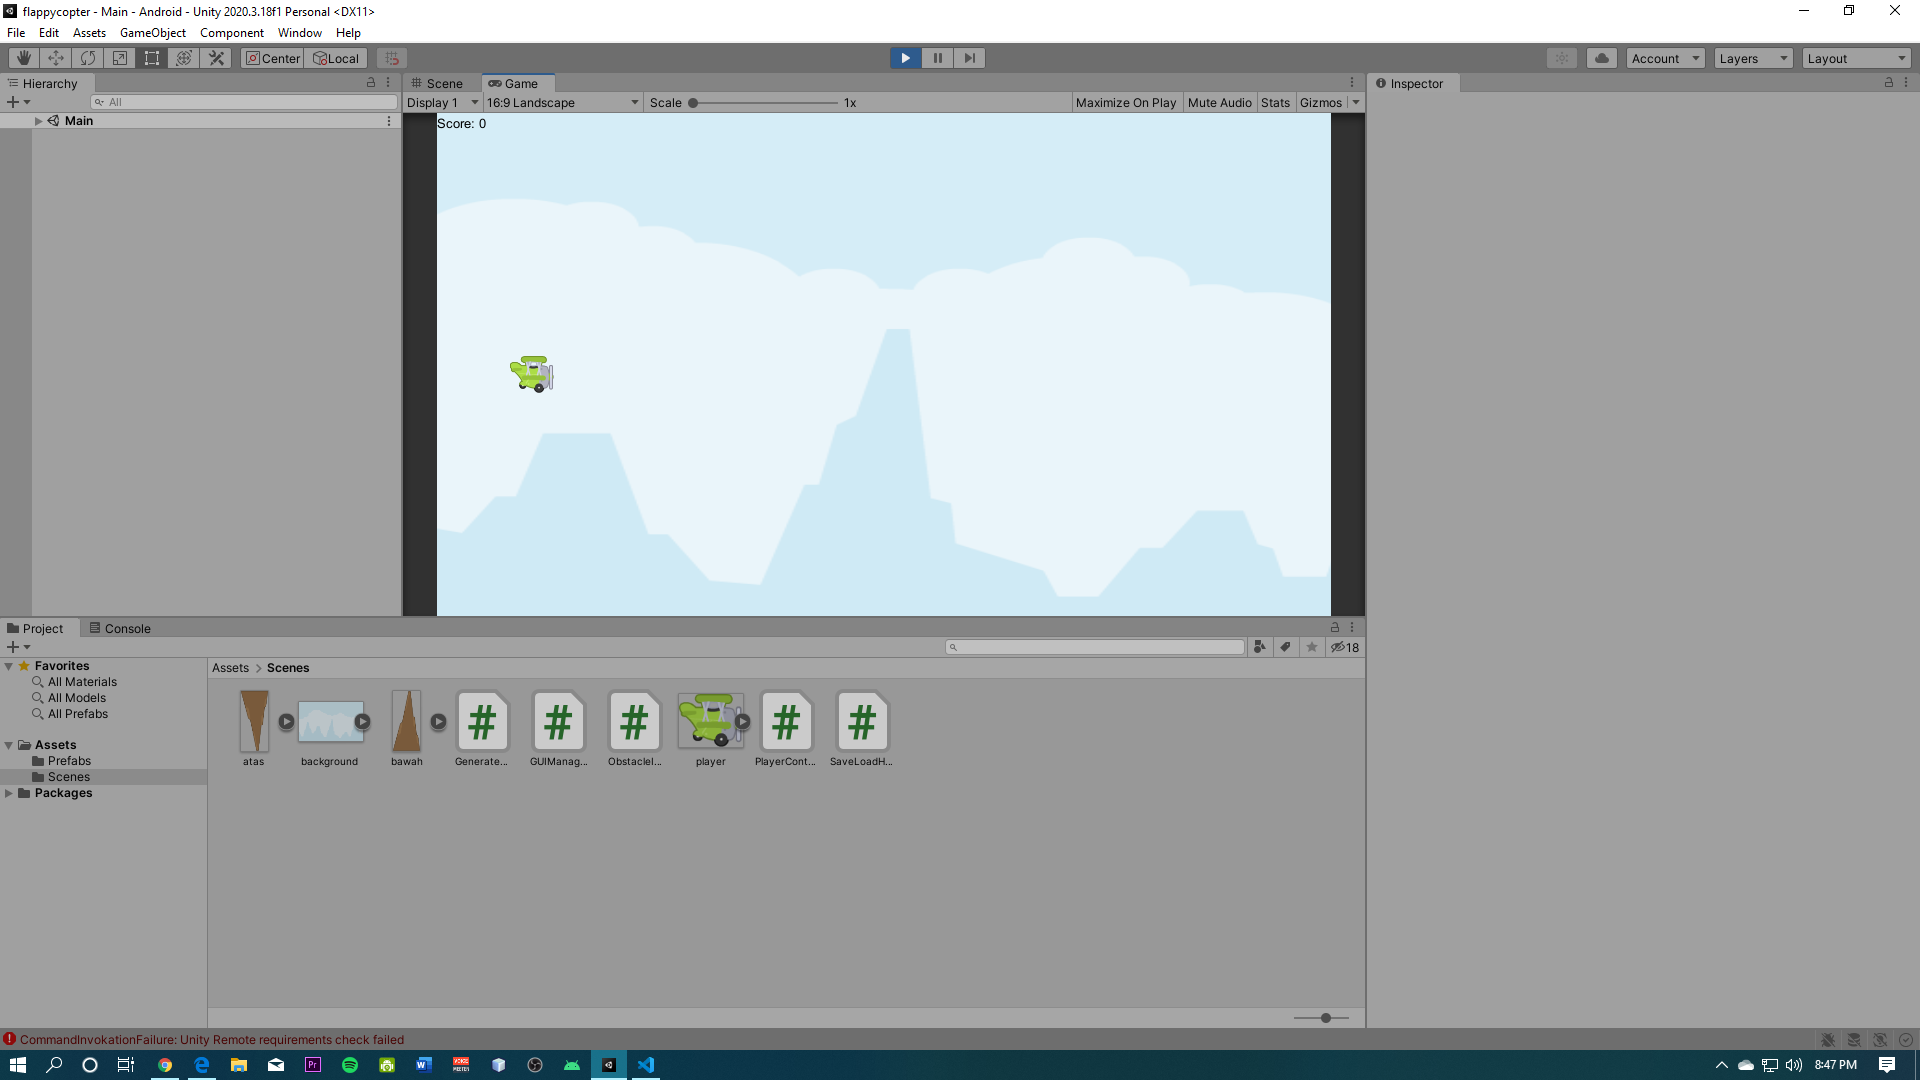 flappycopter - Main - Android - Unity 2020.3.18f1 Personal <DX11>
File Edit Assets GameObject Component Window Help
Center Local Account Layers Layout
Hierarchy Scene Game Inspector
All Display 1 16:9 Landscape Scale 1x Maximize On Play Mute Audio Stats Gizmos
Main
Score: 0
Project Console
18
Favorites
All Materials
All Models
All Prefabs
Assets
Prefabs
Scenes
Packages
Assets > Scenes
# # # # #
atas background bawah Generate... GUIManag... ObstacleI... player PlayerCont... SaveLoadH...
CommandInvokationFailure: Unity Remote requirements check failed
Pr W VOICE MEETER 8:47 PM